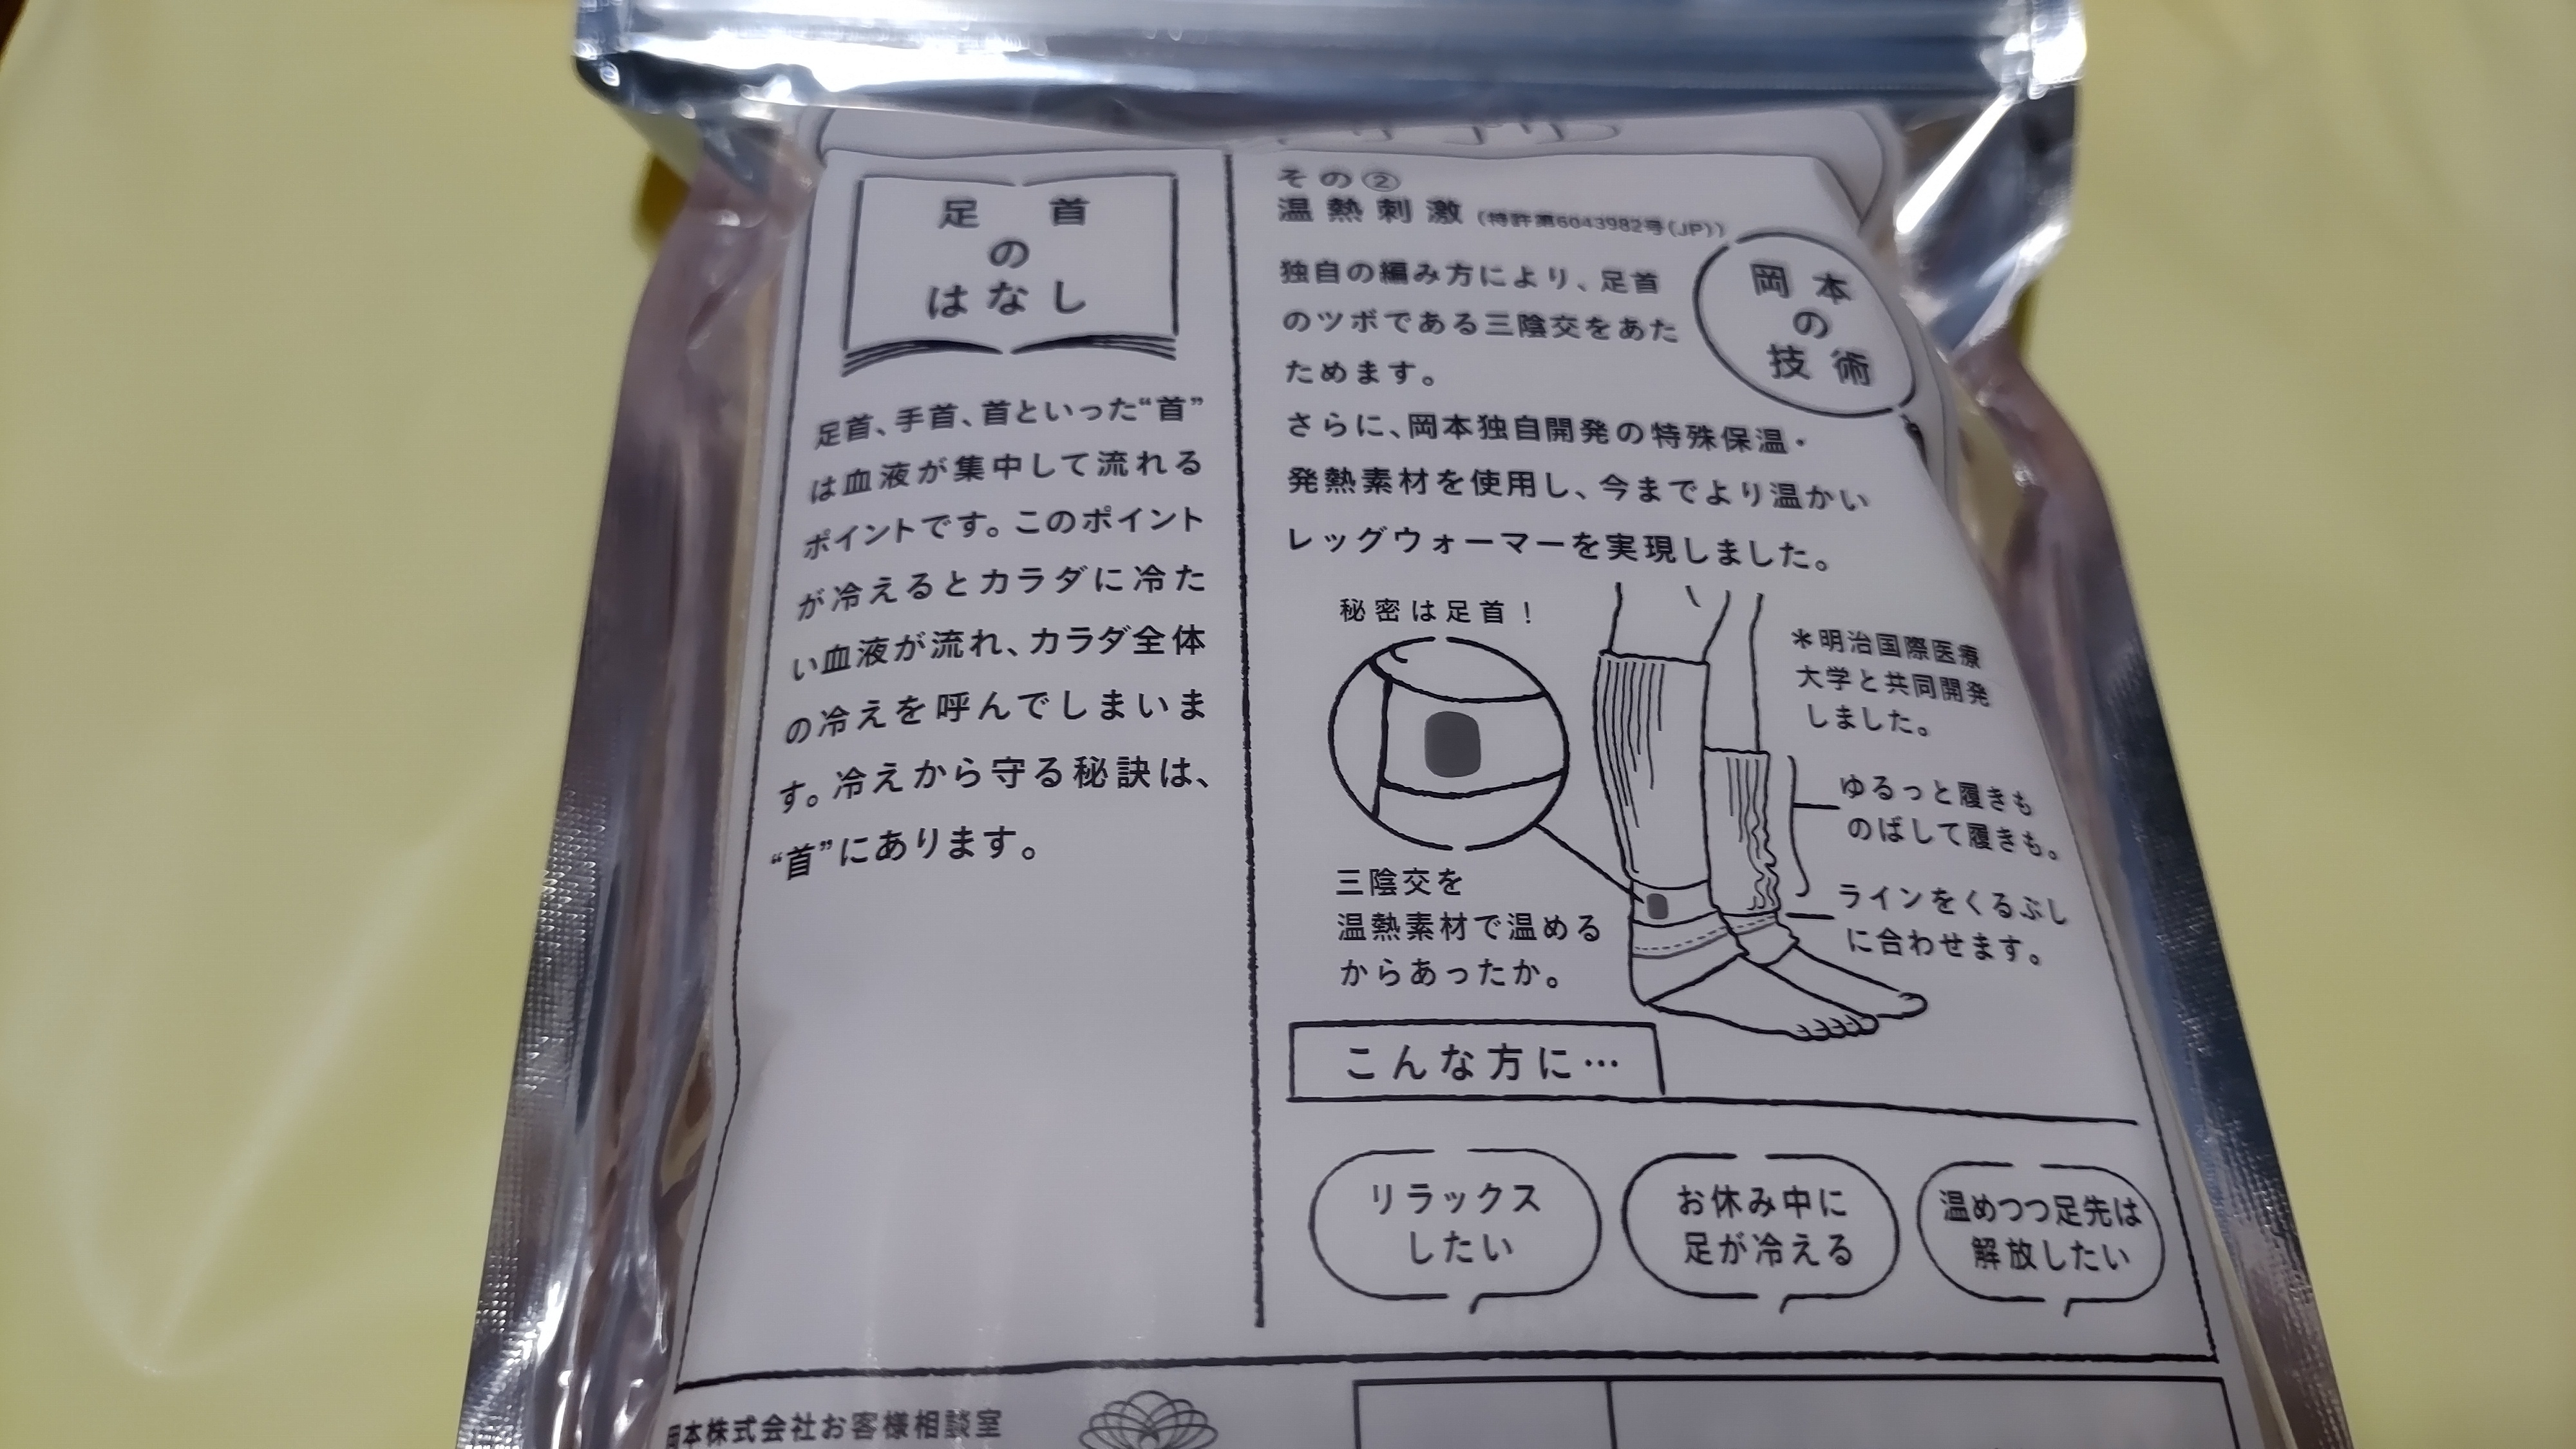 足首
の
はなし
足首、手首、首といった“首”
は血液が集中して流れる
ポイントです。このポイント
が冷えるとカラダに冷た
い血液が流れ、カラダ全体
の冷えを呼んでしまいま
す。冷えから守る秘訣は、
“首”にあります。
その②
温熱刺激(特許第6043982号(JP))
岡本
の
技術
独自の編み方により、足首
のツボである三陰交をあた
ためます。
さらに、岡本独自開発の特殊保温・
発熱素材を使用し、今までより温かい
レッグウォーマーを実現しました。
秘密は足首!
*明治国際医療
大学と共同開発
しました。
ゆるっと履きも
のばして履きも。
ラインをくるぶし
に合わせます。
三陰交を
温熱素材で温める
からあったか。
こんな方に…
リラックス
したい
お休み中に
足が冷える
温めつつ足先は
解放したい
岡本株式会社お客様相談室